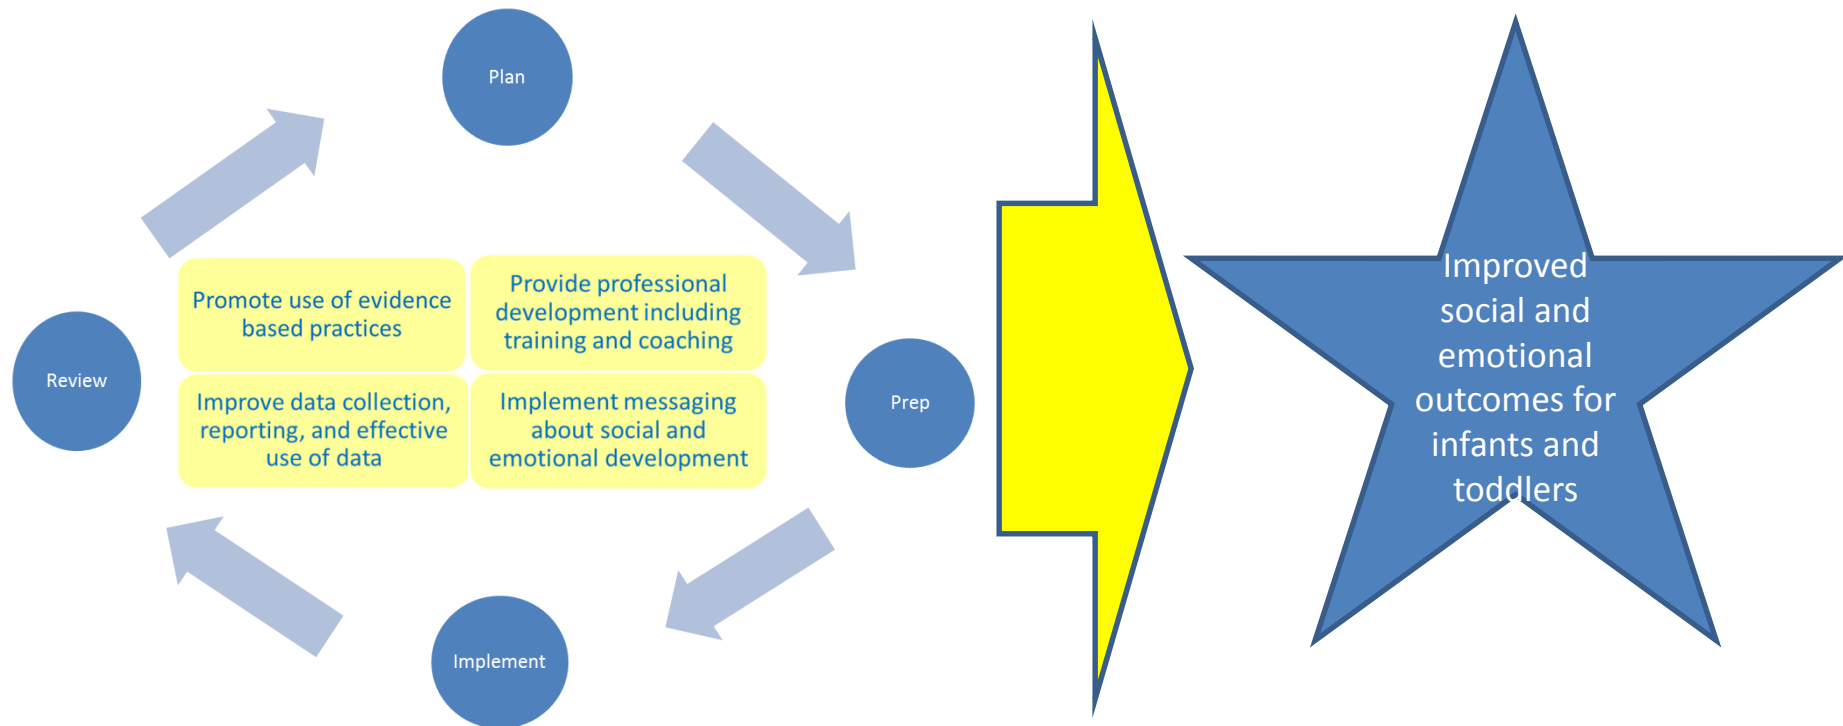 Plan
Promote use of evidence
based practices
Provide professional
development including
training and coaching
Review
Prep
Improve data collection,
reporting, and effective
use of data
Implement messaging
about social and
emotional development
Implement
Improved
social and
emotional
outcomes for
infants and
toddlers